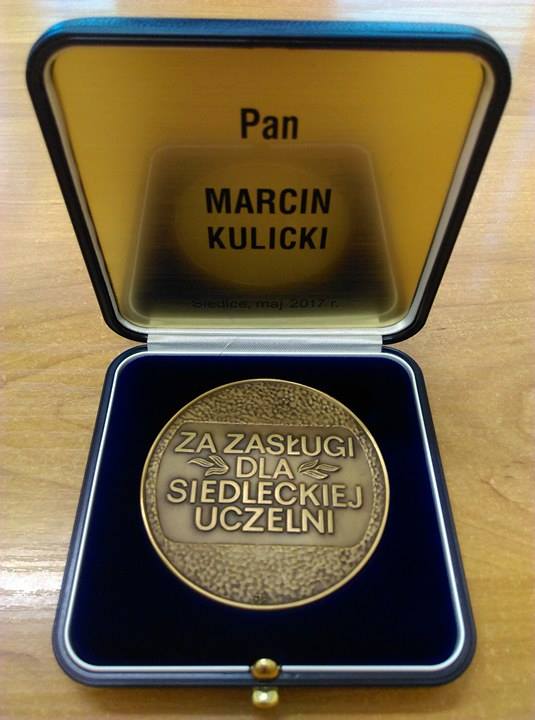 Pan
MARCIN
KULICKI
Siedlce, maj 2017 r.
ZA ZASŁUGI
DLA
SIEDLECKIEJ
UCZELNI